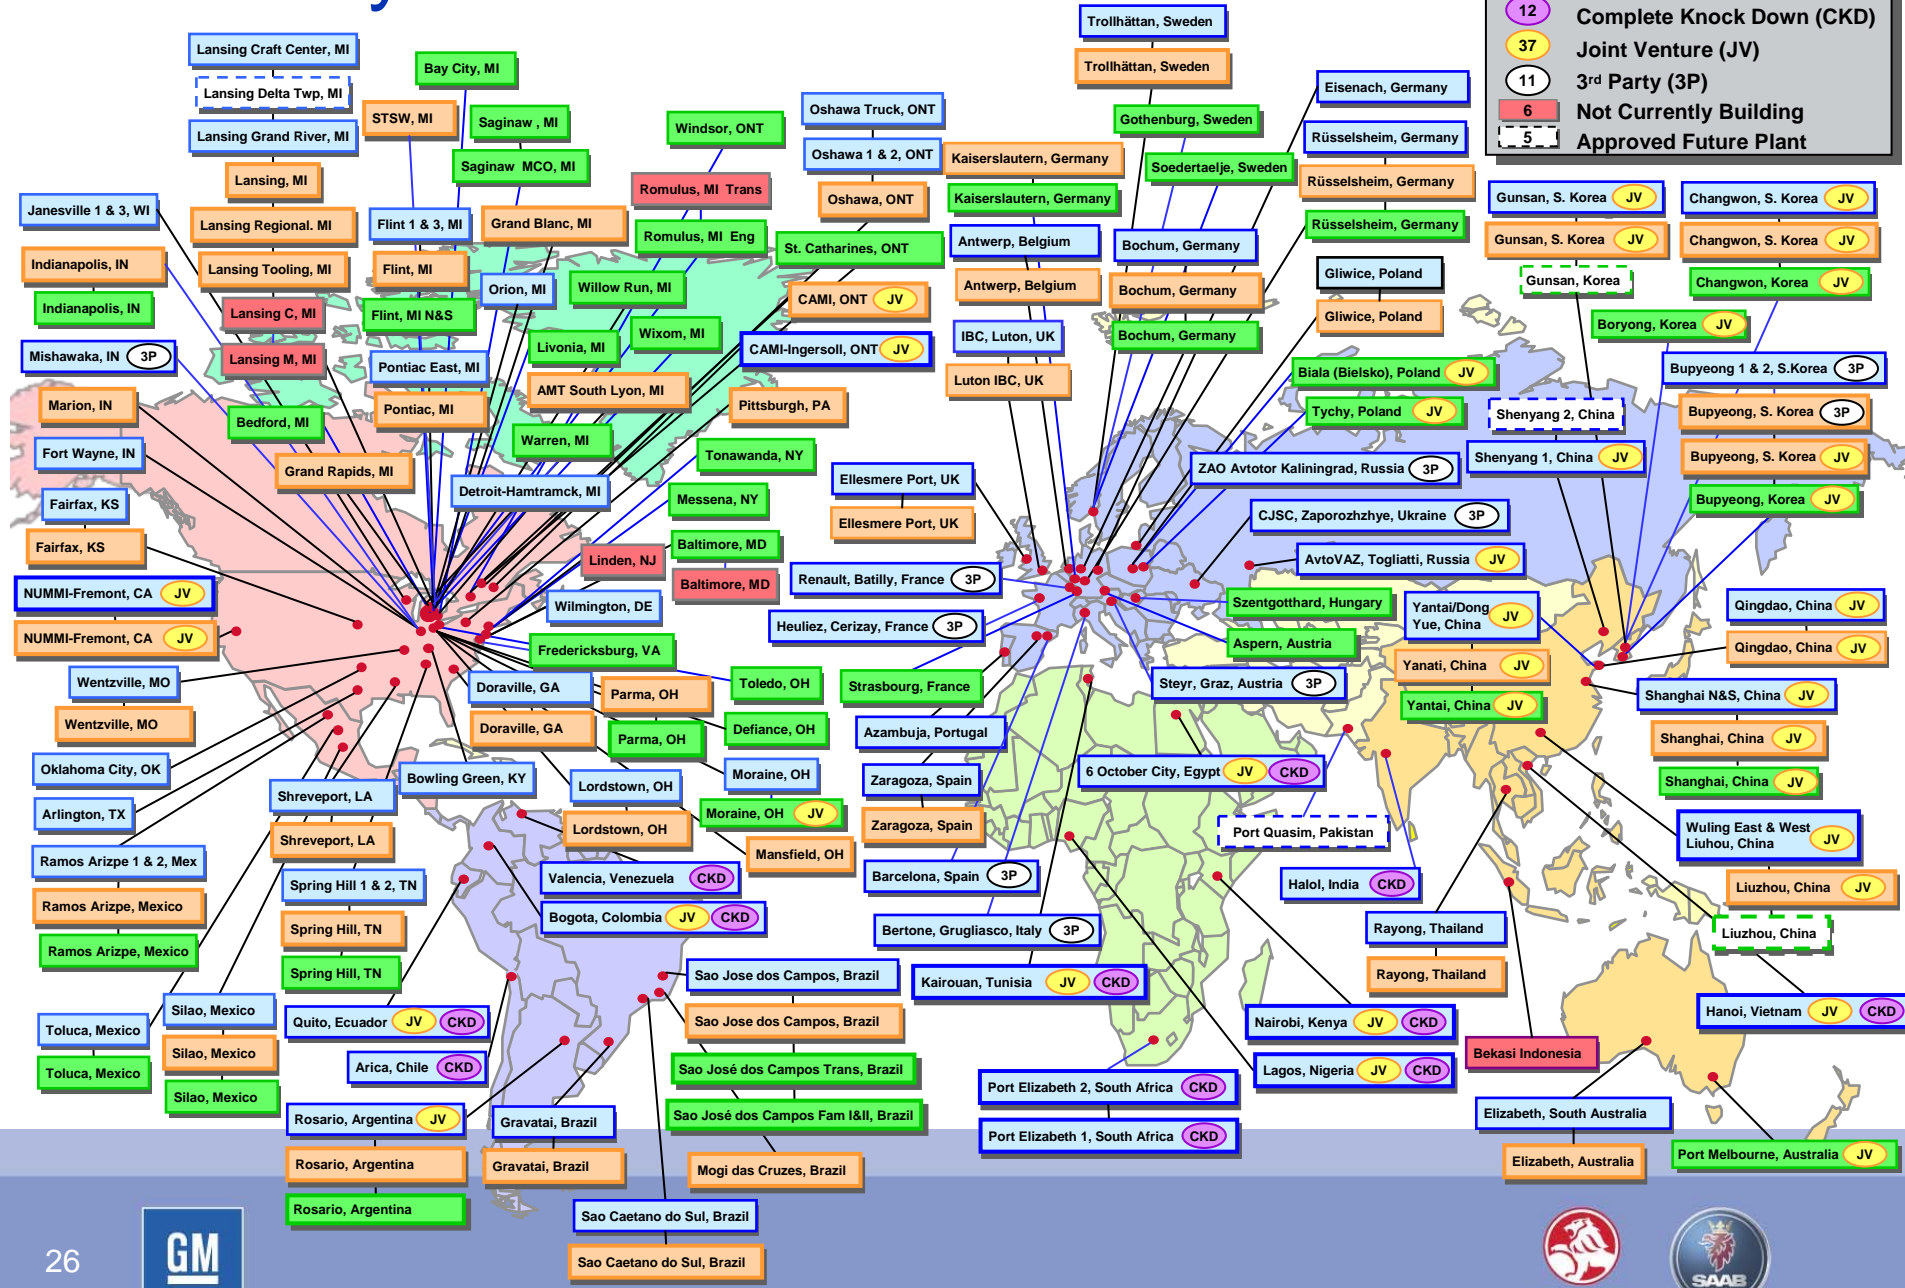 12 Complete Knock Down (CKD)
37 Joint Venture (JV)
11 3rd Party (3P)
6 Not Currently Building
5 Approved Future Plant
Lansing Craft Center, MI
Lansing Delta Twp, MI
Lansing Grand River, MI
Lansing, MI
Lansing Regional. MI
Lansing Tooling, MI
Lansing C, MI
Lansing M, MI
Bedford, MI
Grand Rapids, MI
Janesville 1 & 3, WI
Indianapolis, IN
Indianapolis, IN
Mishawaka, IN 3P
Marion, IN
Fort Wayne, IN
Fairfax, KS
Fairfax, KS
NUMMI-Fremont, CA JV
NUMMI-Fremont, CA JV
Wentzville, MO
Wentzville, MO
Oklahoma City, OK
Arlington, TX
Ramos Arizpe 1 & 2, Mex
Ramos Arizpe, Mexico
Ramos Arizpe, Mexico
Toluca, Mexico
Toluca, Mexico
Silao, Mexico
Silao, Mexico
Silao, Mexico
Bay City, MI
STSW, MI
Saginaw , MI
Saginaw MCO, MI
Flint 1 & 3, MI
Grand Blanc, MI
Flint, MI
Orion, MI
Flint, MI N&S
Pontiac East, MI
Pontiac, MI
Willow Run, MI
Livonia, MI
Wixom, MI
AMT South Lyon, MI
Warren, MI
Detroit-Hamtramck, MI
Windsor, ONT
Romulus, MI Trans
Romulus, MI Eng
Oshawa Truck, ONT
Oshawa 1 & 2, ONT
Oshawa, ONT
St. Catharines, ONT
CAMI, ONT JV
CAMI-Ingersoll, ONT JV
Pittsburgh, PA
Tonawanda, NY
Messena, NY
Baltimore, MD
Baltimore, MD
Linden, NJ
Wilmington, DE
Fredericksburg, VA
Toledo, OH
Defiance, OH
Doraville, GA
Doraville, GA
Parma, OH
Parma, OH
Moraine, OH
Moraine, OH JV
Mansfield, OH
Lordstown, OH
Lordstown, OH
Bowling Green, KY
Shreveport, LA
Shreveport, LA
Spring Hill 1 & 2, TN
Spring Hill, TN
Spring Hill, TN
Valencia, Venezuela CKD
Bogota, Colombia JV CKD
Quito, Ecuador JV CKD
Arica, Chile CKD
Rosario, Argentina JV
Rosario, Argentina
Rosario, Argentina
Gravatai, Brazil
Gravatai, Brazil
Sao Jose dos Campos, Brazil
Sao Jose dos Campos, Brazil
Sao José dos Campos Trans, Brazil
Sao José dos Campos Fam I&II, Brazil
Mogi das Cruzes, Brazil
Sao Caetano do Sul, Brazil
Sao Caetano do Sul, Brazil
Trollhättan, Sweden
Trollhättan, Sweden
Gothenburg, Sweden
Soedertaelje, Sweden
Kaiserslautern, Germany
Kaiserslautern, Germany
Antwerp, Belgium
Antwerp, Belgium
IBC, Luton, UK
Luton IBC, UK
Bochum, Germany
Bochum, Germany
Bochum, Germany
Eisenach, Germany
Rüsselsheim, Germany
Rüsselsheim, Germany
Rüsselsheim, Germany
Gliwice, Poland
Gliwice, Poland
Biala (Bielsko), Poland JV
Tychy, Poland JV
ZAO Avtotor Kaliningrad, Russia 3P
CJSC, Zaporozhzhye, Ukraine 3P
AvtoVAZ, Togliatti, Russia JV
Ellesmere Port, UK
Ellesmere Port, UK
Renault, Batilly, France 3P
Heuliez, Cerizay, France 3P
Strasbourg, France
Szentgotthard, Hungary
Aspern, Austria
Steyr, Graz, Austria 3P
Azambuja, Portugal
Zaragoza, Spain
Zaragoza, Spain
Barcelona, Spain 3P
Bertone, Grugliasco, Italy 3P
Kairouan, Tunisia JV CKD
6 October City, Egypt JV CKD
Port Quasim, Pakistan
Halol, India CKD
Port Elizabeth 2, South Africa CKD
Port Elizabeth 1, South Africa CKD
Nairobi, Kenya JV CKD
Lagos, Nigeria JV CKD
Gunsan, S. Korea JV
Gunsan, S. Korea JV
Gunsan, Korea
Changwon, S. Korea JV
Changwon, S. Korea JV
Changwon, Korea JV
Boryong, Korea JV
Bupyeong 1 & 2, S.Korea 3P
Bupyeong, S. Korea 3P
Bupyeong, S. Korea JV
Bupyeong, Korea JV
Shenyang 2, China
Shenyang 1, China JV
Yantai/Dong
Yue, China JV
Yanati, China JV
Yantai, China JV
Qingdao, China JV
Qingdao, China JV
Shanghai N&S, China JV
Shanghai, China JV
Shanghai, China JV
Wuling East & West
Liuhou, China JV
Liuzhou, China JV
Liuzhou, China
Hanoi, Vietnam JV CKD
Rayong, Thailand
Rayong, Thailand
Bekasi Indonesia
Elizabeth, South Australia
Elizabeth, Australia
Port Melbourne, Australia JV
26
GM
SAAB